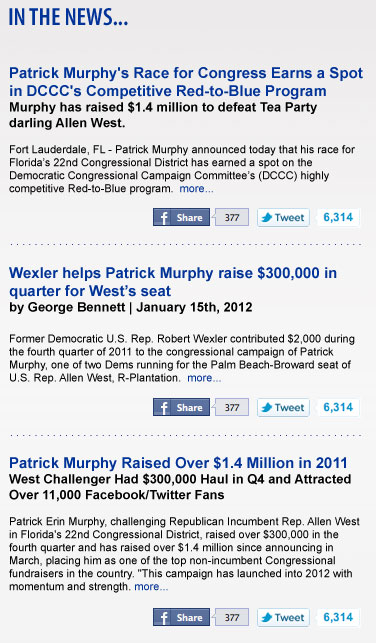 IN THE NEWS...
Patrick Murphy's Race for Congress Earns a Spot
in DCCC's Competitive Red-to-Blue Program
Murphy has raised $1.4 million to defeat Tea Party
darling Allen West.
Fort Lauderdale, FL - Patrick Murphy announced today that his race for
Florida's 22nd Congressional District has earned a spot on the
Democratic Congressional Campaign Committee's (DCCC) highly
competitive Red-to-Blue program. more...
f Share 377 Tweet 6,314
Wexler helps Patrick Murphy raise $300,000 in
quarter for West's seat
by George Bennett | January 15th, 2012
Former Democratic U.S. Rep. Robert Wexler contributed $2,000 during
the fourth quarter of 2011 to the congressional campaign of Patrick
Murphy, one of two Dems running for the Palm Beach-Broward seat of
U.S. Rep. Allen West, R-Plantation. more...
f Share 377 Tweet 6,314
Patrick Murphy Raised Over $1.4 Million in 2011
West Challenger Had $300,000 Haul in Q4 and Attracted
Over 11,000 Facebook/Twitter Fans
Patrick Erin Murphy, challenging Republican Incumbent Rep. Allen West
in Florida's 22nd Congressional District, raised over $300,000 in the
fourth quarter and has raised over $1.4 million since announcing in
March, placing him as one of the top non-incumbent Congressional
fundraisers in the country. "This campaign has launched into 2012 with
momentum and strength. more...
f Share 377 Tweet 6,314